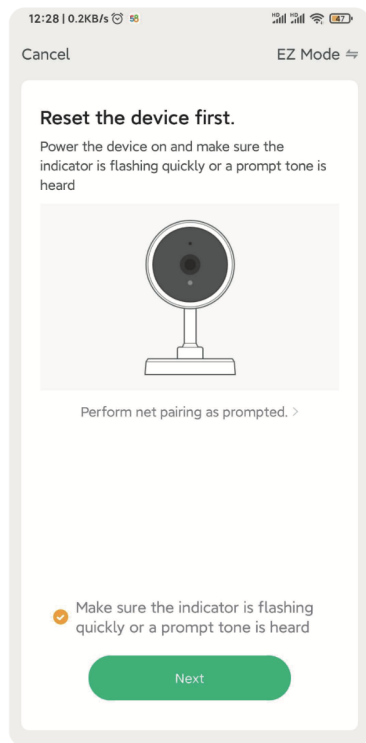 12:28 | 0.2KB/s 58 HD HD 47
Cancel EZ Mode
Reset the device first.
Power the device on and make sure the
indicator is flashing quickly or a prompt tone is
heard
Perform net pairing as prompted. >
Make sure the indicator is flashing
quickly or a prompt tone is heard
Next